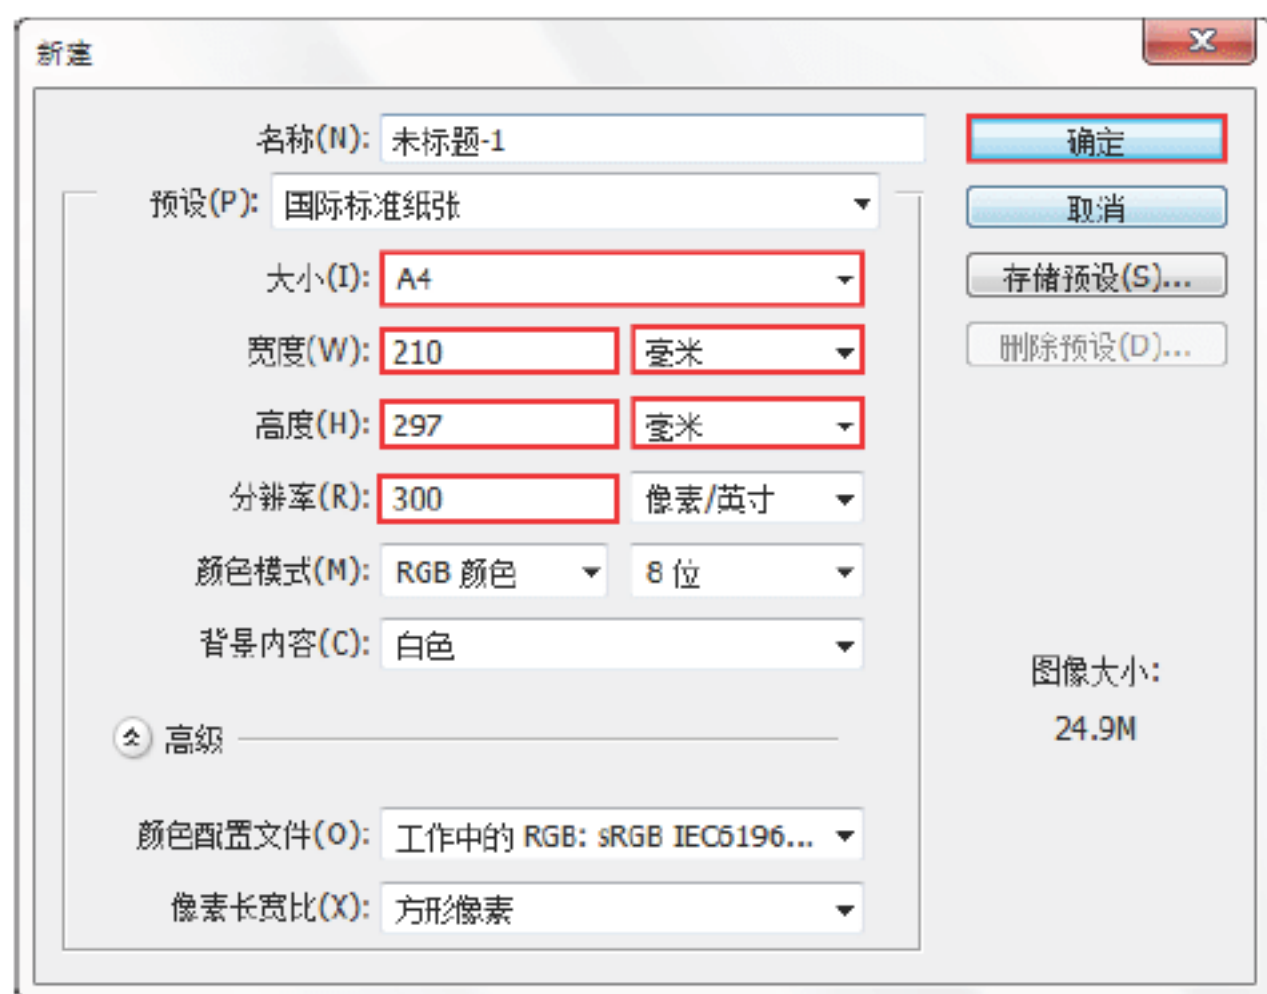 新建
名称(N): 未标题-1
确定
预设(P): 国际标准纸张
取消
大小(I): A4
存储预设(S)...
宽度(W): 210 毫米
删除预设(D)...
高度(H): 297 毫米
分辨率(R): 300 像素/英寸
颜色模式(M): RGB 颜色 8 位
背景内容(C): 白色
图像大小:
24.9M
高级
颜色配置文件(O): 工作中的 RGB: sRGB IEC6196...
像素长宽比(X): 方形像素